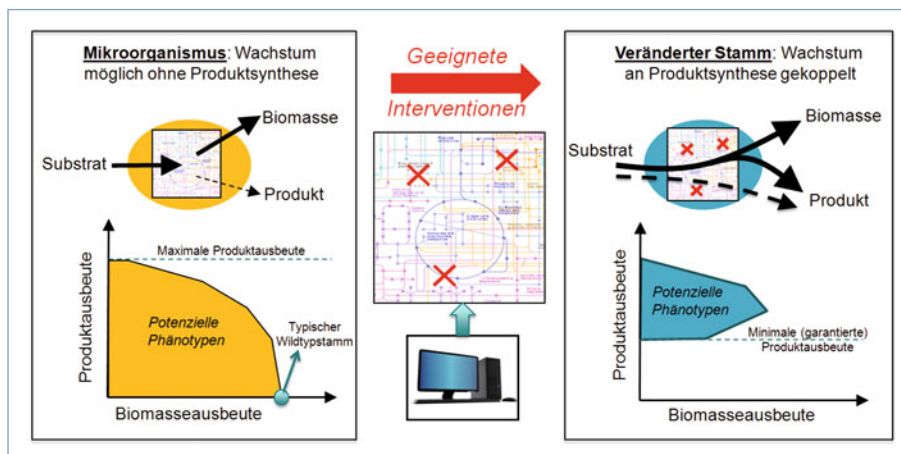 Mikroorganismus: Wachstum
möglich ohne Produktsynthese
Biomasse
Substrat
Produkt
Maximale Produktausbeute
Potenzielle
Phänotypen
Typischer
Wildtypstamm
Produktausbeute
Biomasseausbeute
Geeignete
Interventionen
Veränderter Stamm: Wachstum
an Produktsynthese gekoppelt
Biomasse
Substrat
Produkt
Potenzielle
Phänotypen
Minimale (garantierte)
Produktausbeute
Produktausbeute
Biomasseausbeute